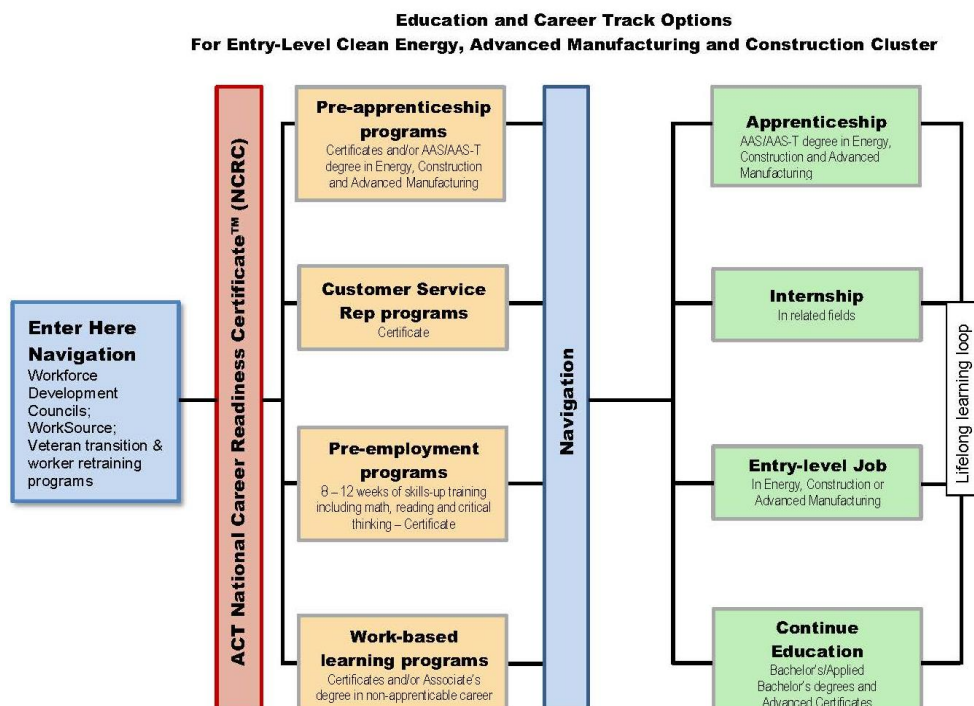 Education and Career Track Options
For Entry-Level Clean Energy, Advanced Manufacturing and Construction Cluster
Enter Here
Navigation
Workforce
Development
Councils;
WorkSource;
Veteran transition &
worker retraining
programs
ACT National Career Readiness Certificate™ (NCRC)
Pre-apprenticeship
programs
Certificates and/or AAS/AAS-T
degree in Energy, Construction
and Advanced Manufacturing
Customer Service
Rep programs
Certificate
Pre-employment
programs
8 – 12 weeks of skills-up training
including math, reading and critical
thinking – Certificate
Work-based
learning programs
Certificates and/or Associate's
degree in non-apprenticable career
Navigation
Apprenticeship
AAS/AAS-T degree in Energy,
Construction and Advanced
Manufacturing
Internship
In related fields
Entry-level Job
In Energy, Construction or
Advanced Manufacturing
Continue
Education
Bachelor's/Applied
Bachelor's degrees and
Advanced Certificates
Lifelong learning loop